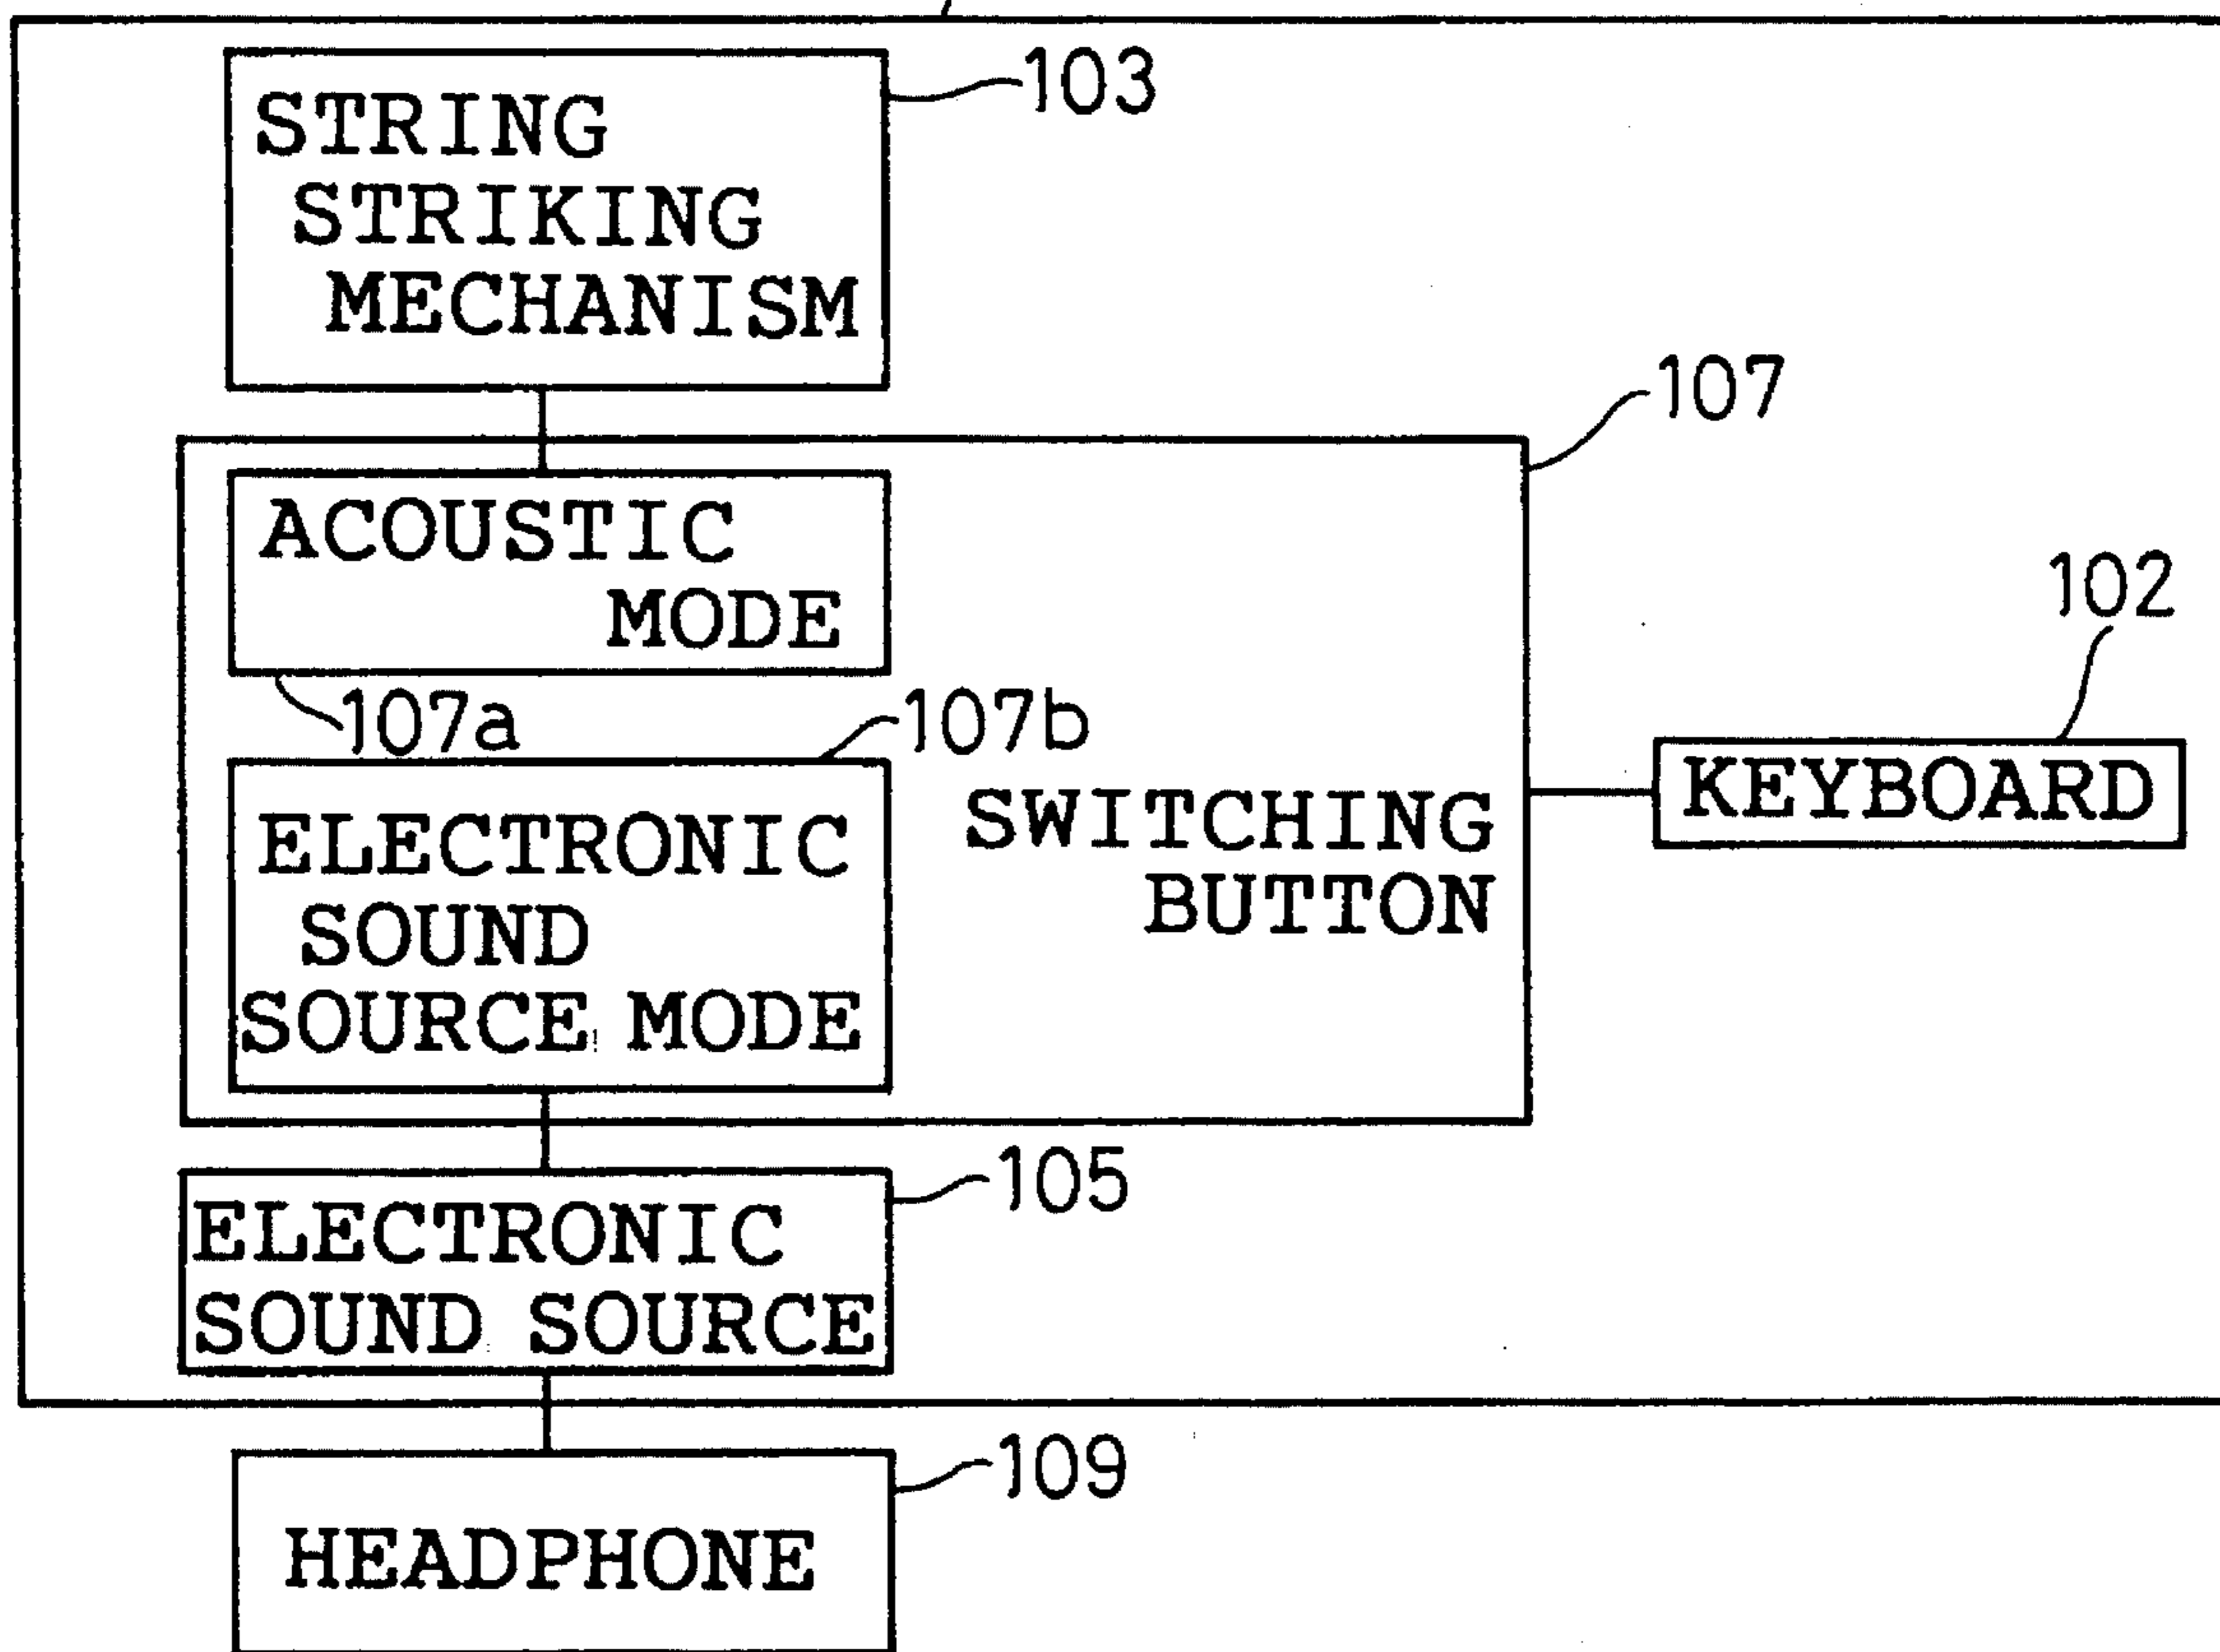 103
STRING
STRIKING
MECHANISM
107
ACOUSTIC
MODE
102
107a
107b
KEYBOARD
ELECTRONIC
SOUND
SOURCE MODE
SWITCHING
BUTTON
105
ELECTRONIC
SOUND SOURCE
109
HEADPHONE